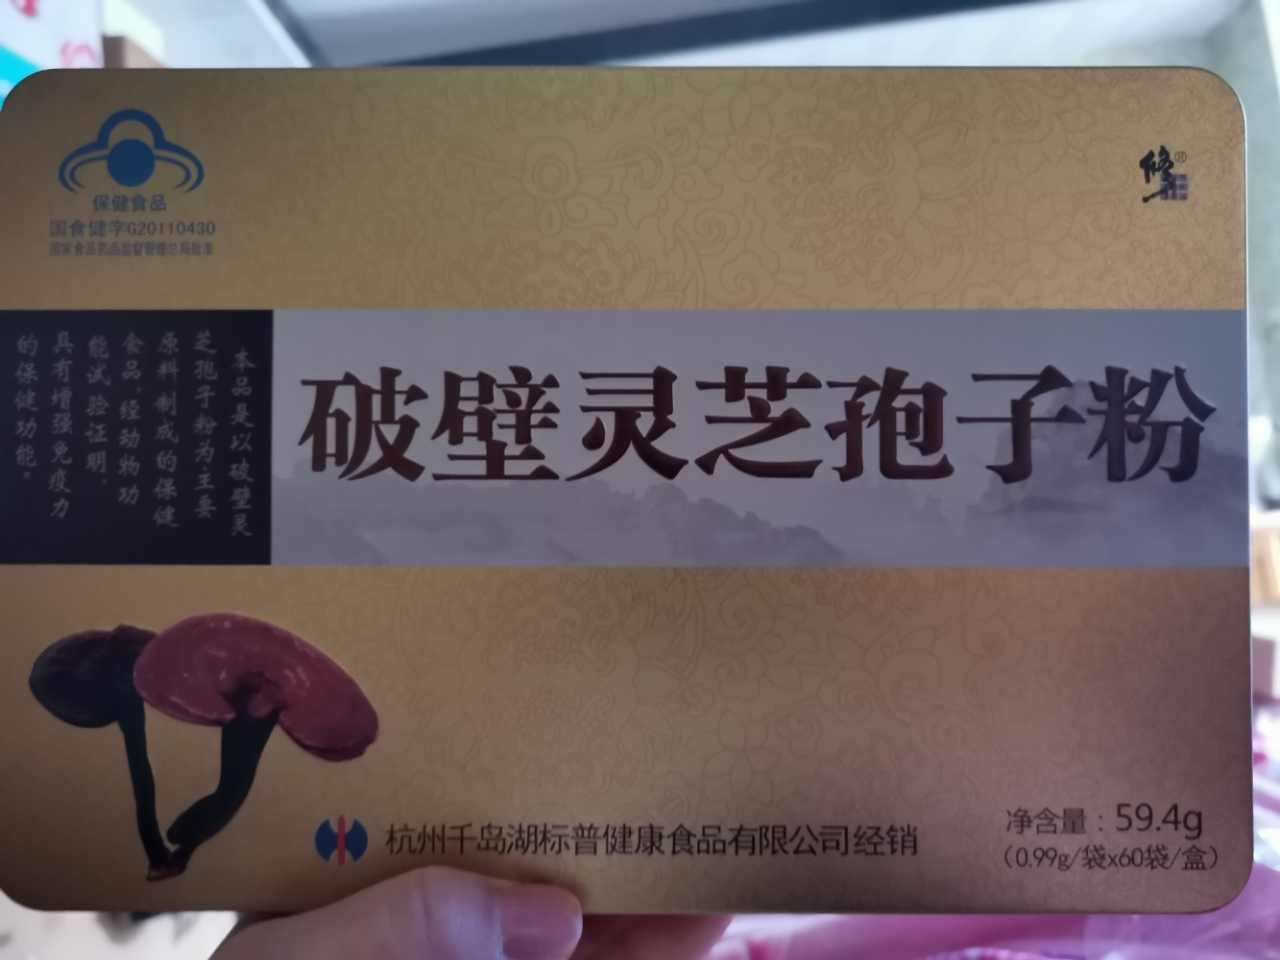 保健食品
国食健字G20110430
国家食品药品监督管理总局批准
修®
本品是以破壁灵
芝孢子粉为主要
原料制成的保健
食品,经动物功
能试验证明,
具有增强免疫力
的保健功能。
破壁灵芝孢子粉
杭州千岛湖标普健康食品有限公司经销
净含量：59.4g
（0.99g/袋x60袋/盒）